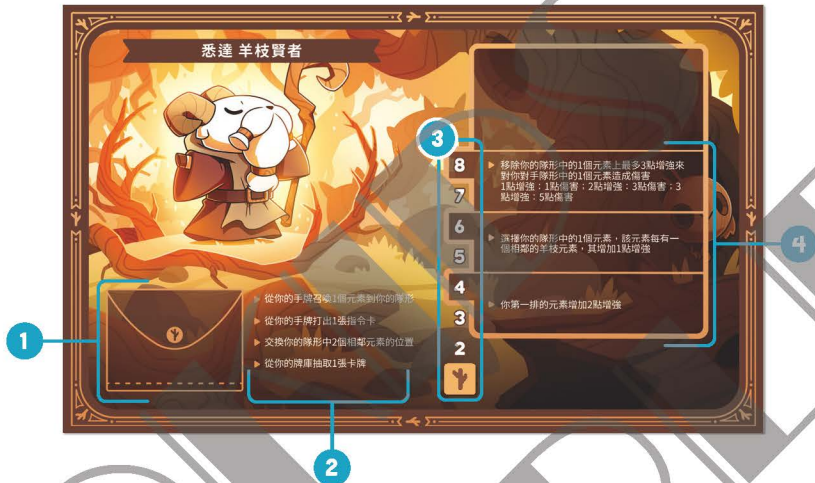 悉達 羊枝賢者
3
8
移除你的隊形中的1個元素上最多3點增強來
對你對手隊形中的1個元素造成傷害
1點增強：1點傷害；2點增強：3點傷害；3
點增強：5點傷害
7
6
選擇你的隊形中的1個元素，該元素每有一
個相鄰的羊枝元素，其增加1點增強
5
4
4
你第一排的元素增加2點增強
3
2
1
從你的手牌召喚1個元素到你的隊形
從你的手牌打出1張指令卡
交換你的隊形中2個相鄰元素的位置
從你的牌庫抽取1張卡牌
2